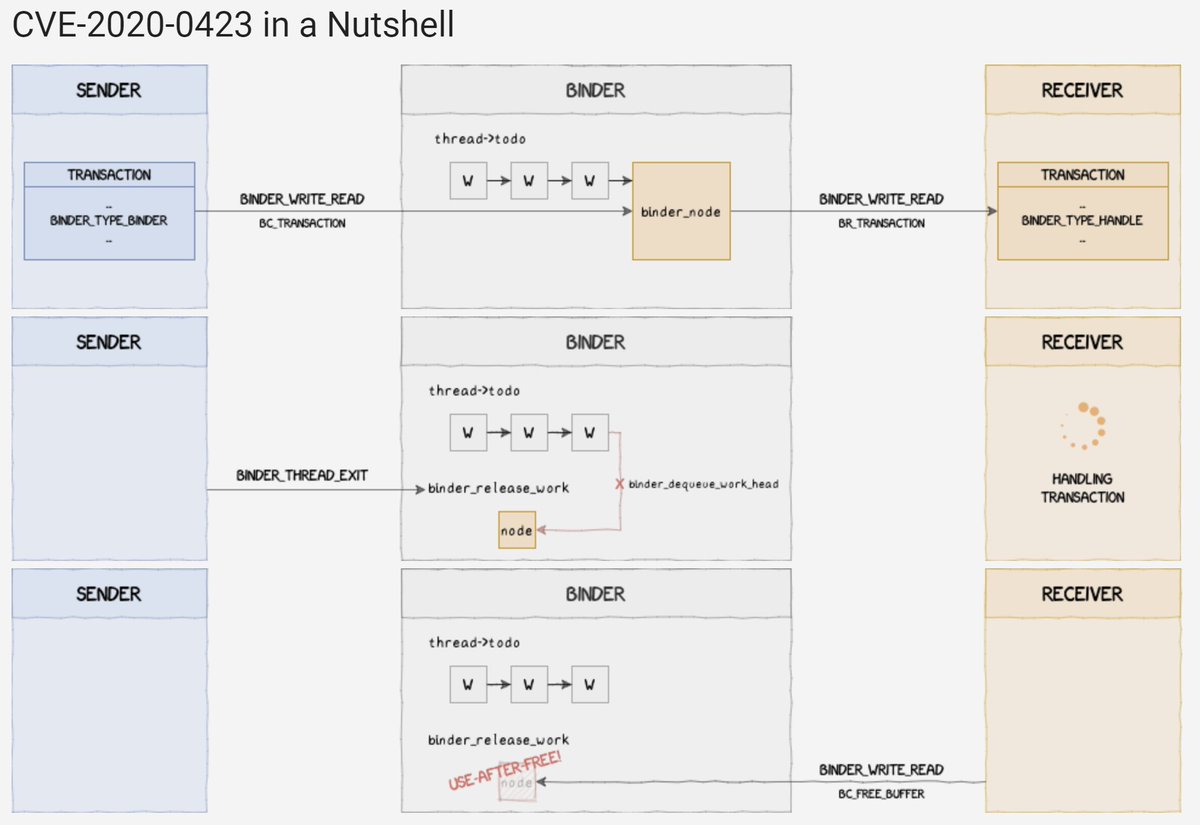 CVE-2020-0423 in a Nutshell
SENDER
BINDER
RECEIVER
thread->todo
TRANSACTION
..
BINDER_TYPE_BINDER
..
BINDER_WRITE_READ
BC_TRANSACTION
W
W
W
binder_node
BINDER_WRITE_READ
BR_TRANSACTION
TRANSACTION
..
BINDER_TYPE_HANDLE
..
SENDER
BINDER
RECEIVER
thread->todo
W
W
W
BINDER_THREAD_EXIT
binder_release_work
X binder_dequeue_work_head
node
HANDLING
TRANSACTION
SENDER
BINDER
RECEIVER
thread->todo
W
W
W
binder_release_work
USE-AFTER-FREE!
node
BINDER_WRITE_READ
BC_FREE_BUFFER